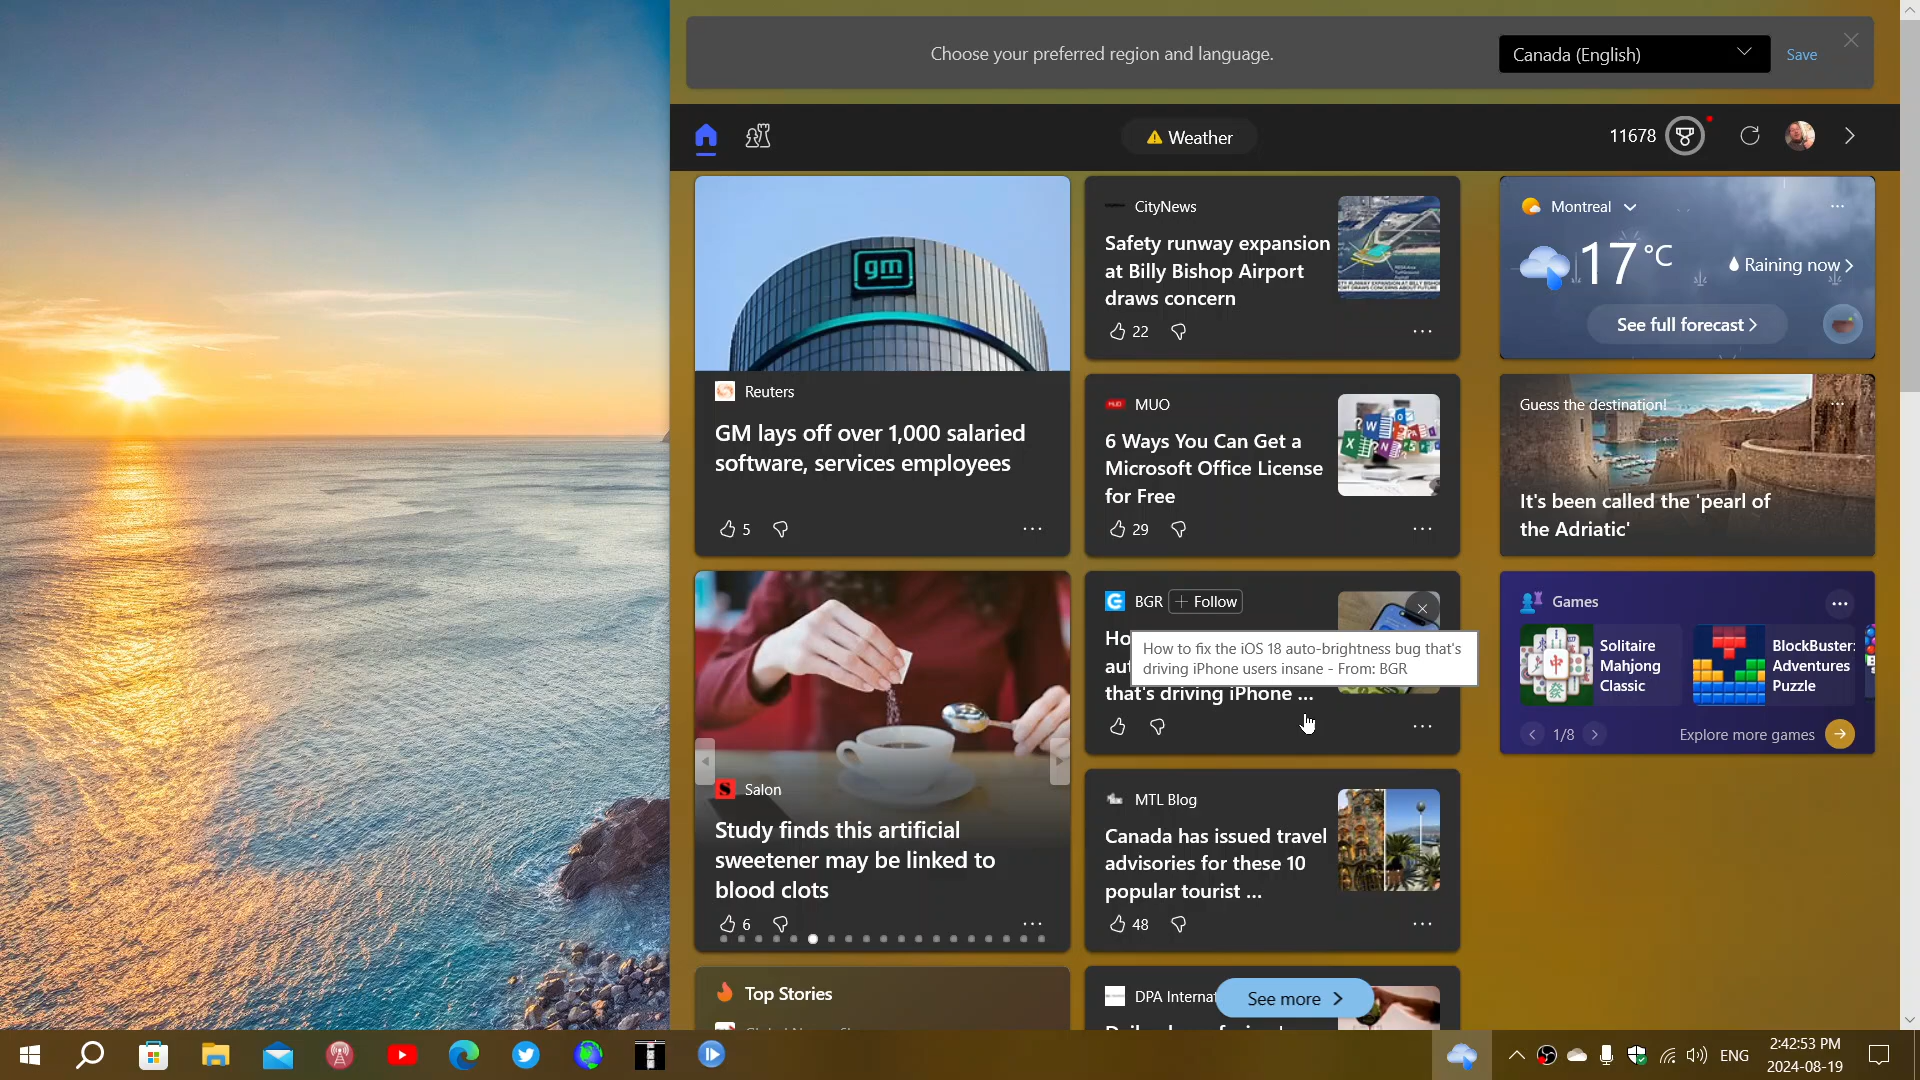 Choose your preferred region and language.
Canada (English)
Save
Weather
11678
gm
Reuters
GM lays off over 1,000 salaried
software, services employees
5
CityNews
Safety runway expansion
at Billy Bishop Airport
draws concern
22
Montreal
17 °C
Raining now
See full forecast
MUO
6 Ways You Can Get a
Microsoft Office License
for Free
29
Guess the destination!
It's been called the 'pearl of
the Adriatic'
Salon
Study finds this artificial
sweetener may be linked to
blood clots
6
BGR
Follow
How to fix the iOS 18 auto-brightness bug that's
driving iPhone users insane - From: BGR
that's driving iPhone ...
Games
Solitaire
Mahjong
Classic
BlockBuster:
Adventures
Puzzle
1/8
Explore more games
MTL Blog
Canada has issued travel
advisories for these 10
popular tourist ...
48
Top Stories
DPA Internat
See more
ENG
2:42:53 PM
2024-08-19